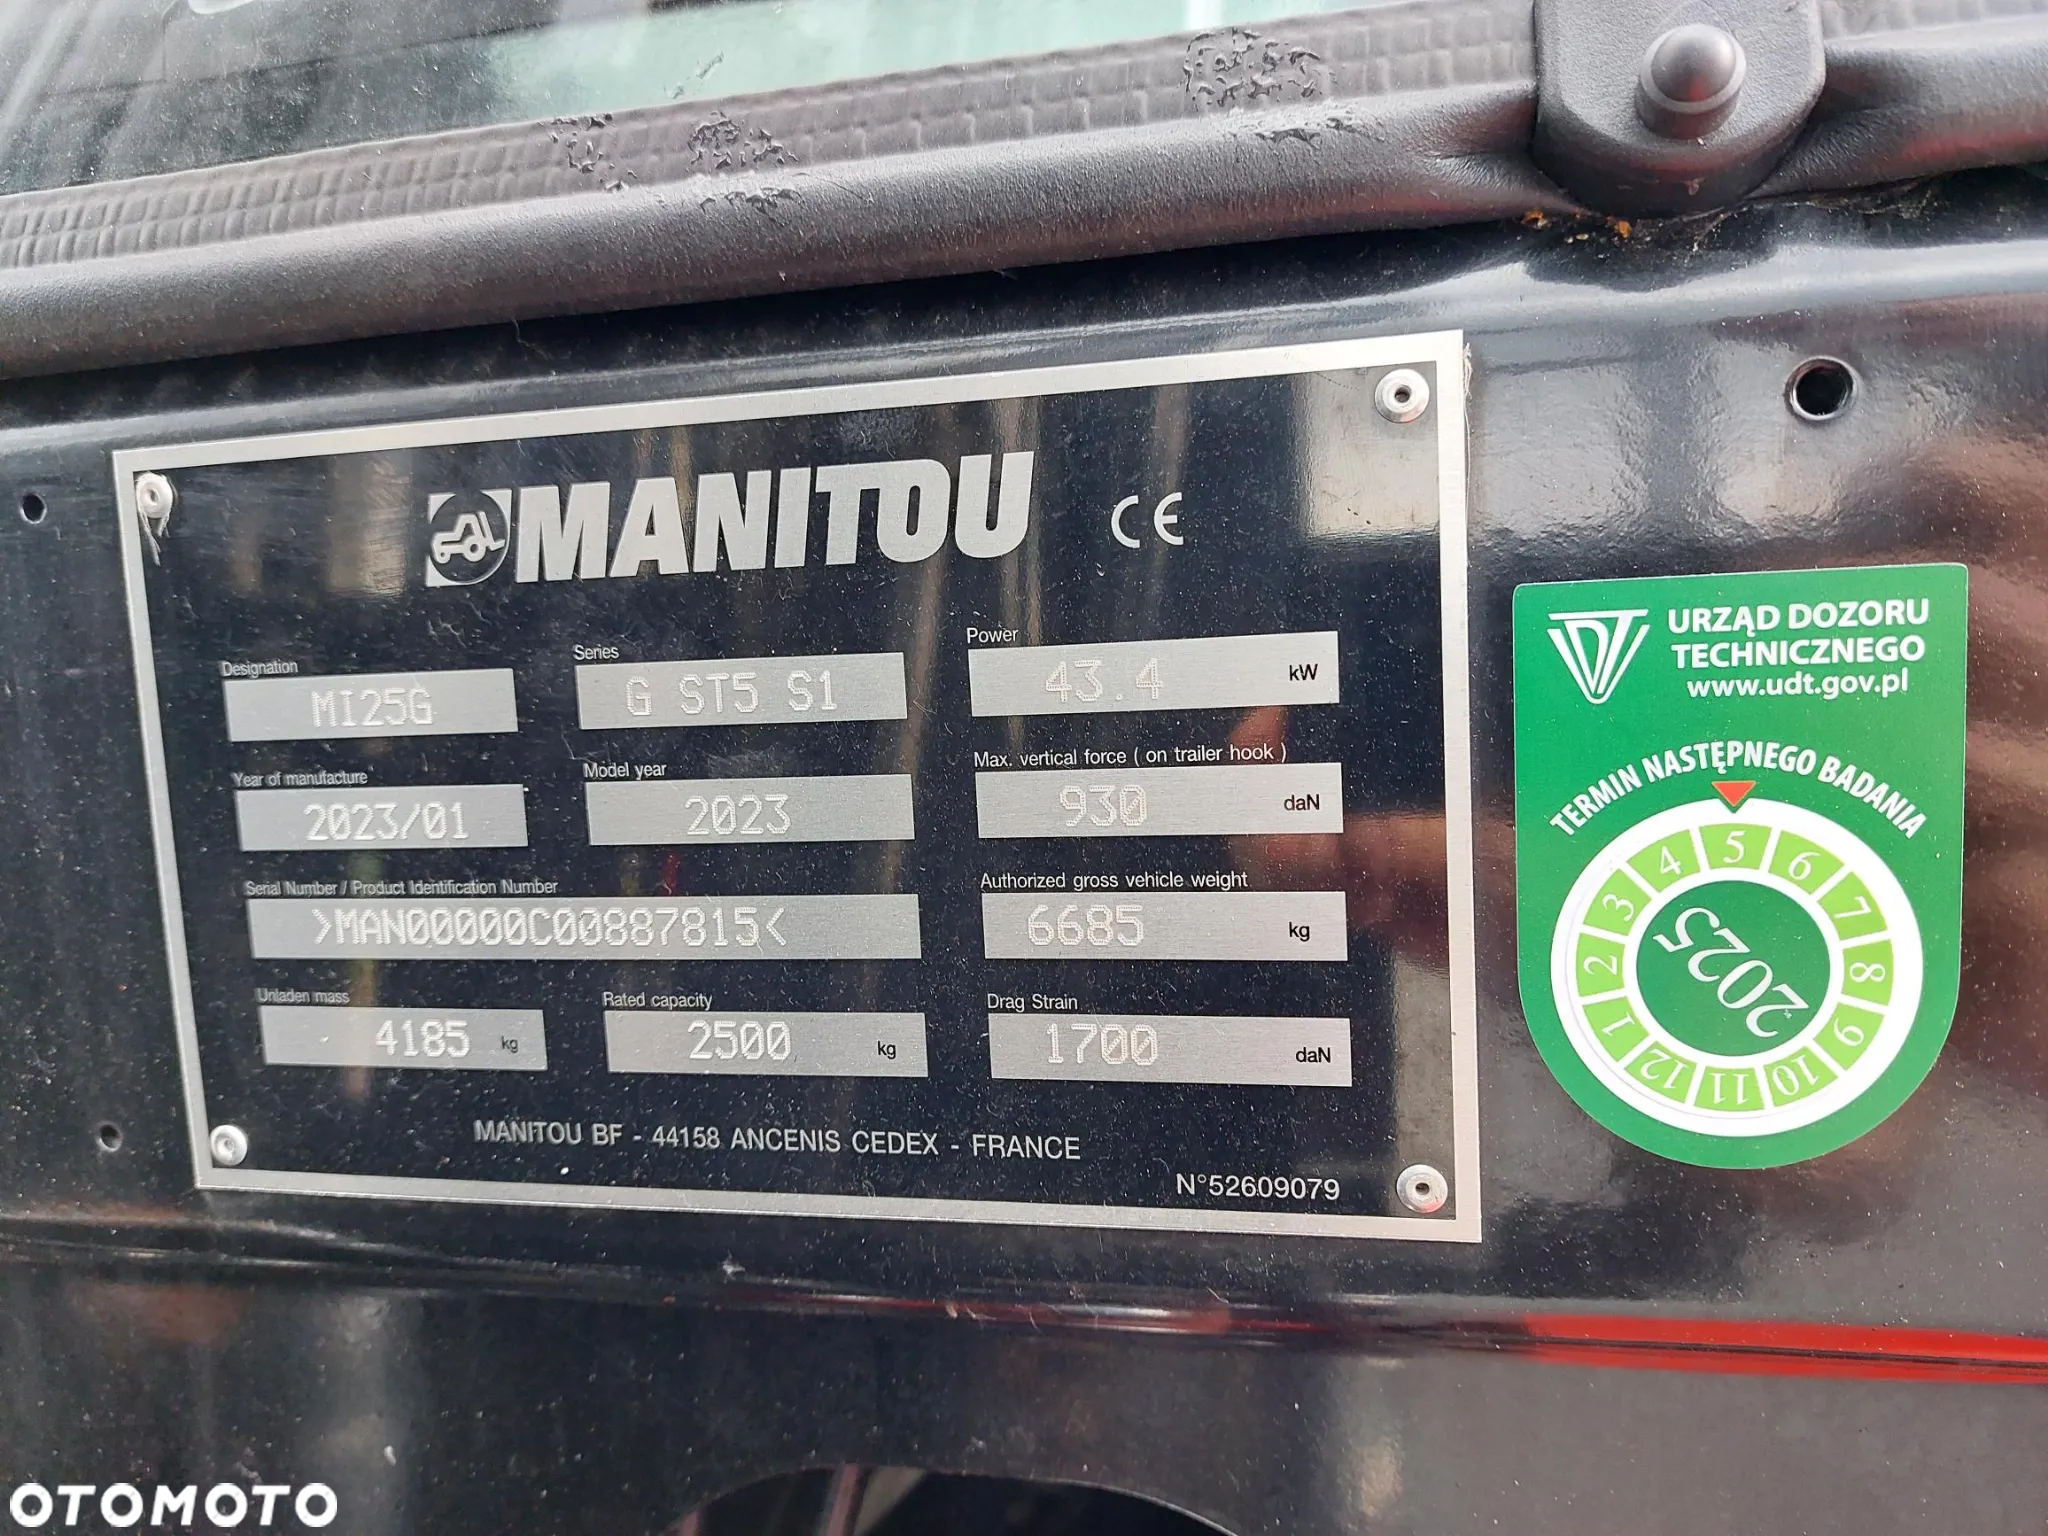 MANITOU CE
Designation Series Power
MI25G G ST5 S1 43.4 kW
Year of manufacture Model year Max. vertical force ( on trailer hook )
2023/01 2023 930 daN
Serial Number / Product Identification Number Authorized gross vehicle weight
>MAN00000C00887815< 6685 kg
Unladen mass Rated capacity Drag Strain
4185 kg 2500 kg 1700 daN
MANITOU BF - 44158 ANCENIS CEDEX - FRANCE
N°52609079
UDT
URZĄD DOZORU
TECHNICZNEGO
www.udt.gov.pl
TERMIN NASTĘPNEGO BADANIA
1 2 3 4 5 6 7 8 9 10 11 12
2025
OTOMOTO